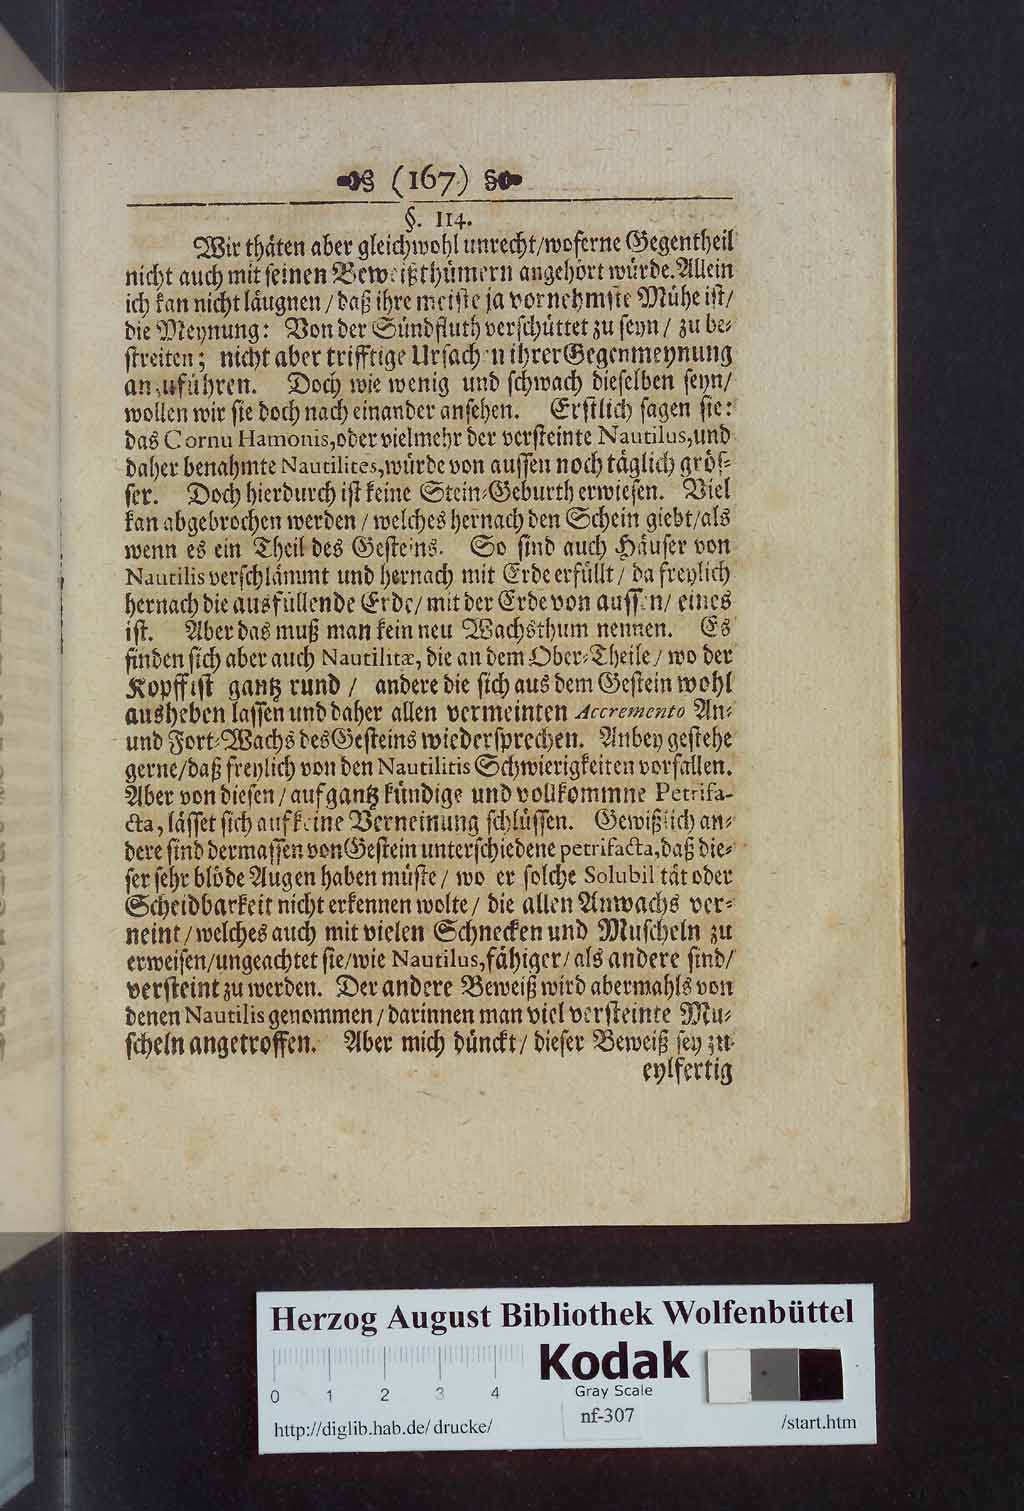 (167)
§. 114.
Wir thäten aber gleichwohl unrecht/woferne Gegentheil
nicht auch mit seinen Beweißthümern angehört würde. Allein
ich kan nicht läugnen / daß ihre meiste ja vornehmste Mühe ist/
die Meynung: Von der Sündfluth verschüttet zu seyn / zu be-
streiten; nicht aber trifftige Ursachen ihrer Gegenmeynung
anzuführen. Doch wie wenig und schwach dieselben seyn/
wollen wir sie doch nach einander ansehen. Erstlich sagen sie:
das Cornu Hamonis, oder vielmehr der versteinte Nautilus, und
daher benahmte Nautilites, würde von aussen noch täglich grös-
ser. Doch hierdurch ist keine Stein-Geburth erwiesen. Viel
kan abgebrochen werden / welches hernach den Schein giebt/als
wenn es ein Theil des Gesteins. So sind auch Häuser von
Nautilis verschlämmt und hernach mit Erde erfüllt / da freylich
hernach die ausfüllende Erde/ mit der Erde von aussen/ eines
ist. Aber das muß man kein neu Wachsthum nennen. Es
finden sich aber auch Nautilitæ, die an dem Ober-Theile / wo der
Kopff ist gantz rund / andere die sich aus dem Gestein wohl
ausheben lassen und daher allen vermeinten Accremento An-
und Fort-Wachs des Gesteins wiedersprechen. Anbey gestehe
gerne/daß freylich von den Nautilitis Schwierigkeiten vorfallen.
Aber von diesen / auf gantz kündige und vollkommne Petrifa-
cta, lässet sich auf keine Verneinung schlüssen. Gewißlich an-
dere sind dermassen von Gestein unterschiedene petrifacta, daß die-
ser sehr blöde Augen haben müste / wo er solche Solubilität oder
Scheidbarkeit nicht erkennen wolte / die allen Anwachs ver-
neint / welches auch mit vielen Schnecken und Muscheln zu
erweisen/ungeachtet sie/wie Nautilus, fähiger / als andere sind/
versteint zu werden. Der andere Beweiß wird abermahls von
denen Nautilis genommen / darinnen man viel versteinte Mu-
scheln angetroffen. Aber mich dünckt / dieser Beweiß sey zu
eylfertig
Herzog August Bibliothek Wolfenbüttel
0 1 2 3 4
Kodak
Gray Scale
nf-307
http://diglib.hab.de/drucke/
/start.htm